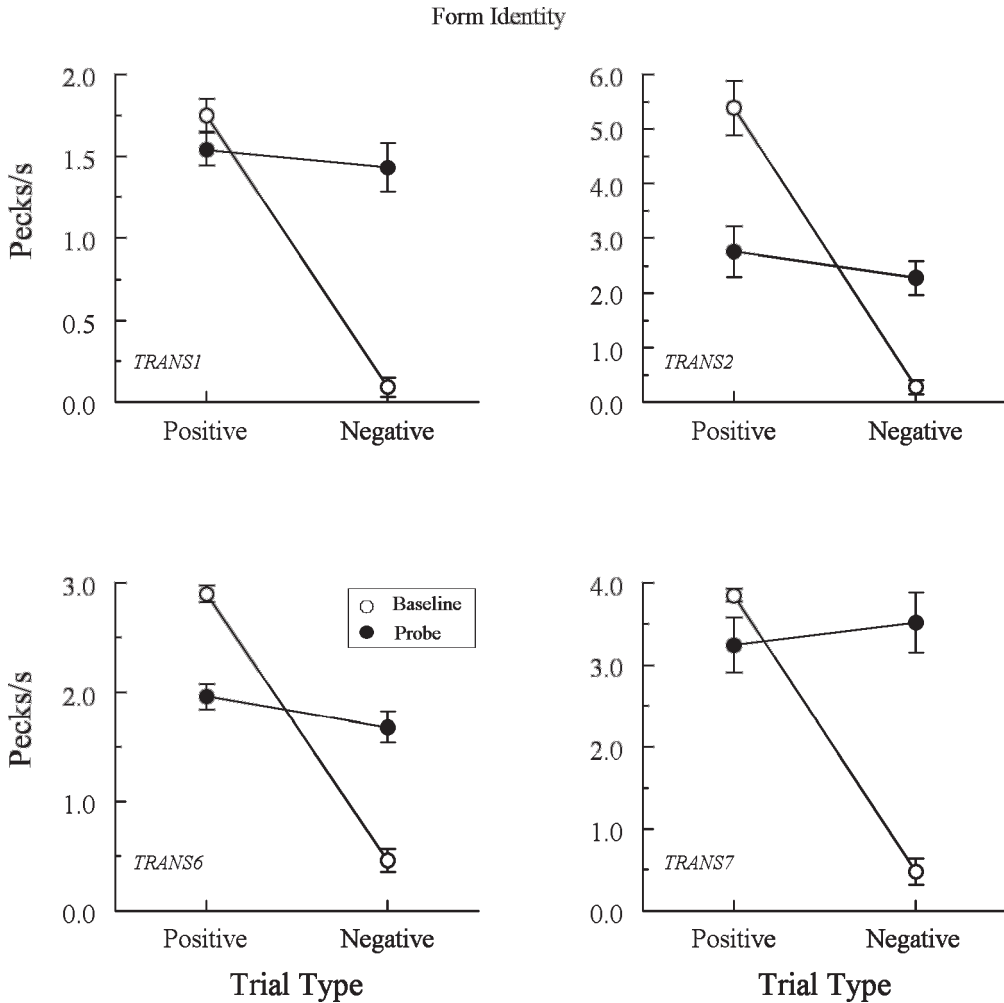 Form Identity
Pecks/s
2.0
1.5
1.0
0.5
0.0
TRANS1
Positive
Negative
6.0
5.0
4.0
3.0
2.0
1.0
0.0
TRANS2
Positive
Negative
Pecks/s
3.0
2.0
1.0
0.0
Baseline
Probe
TRANS6
Positive
Negative
Trial Type
4.0
3.0
2.0
1.0
0.0
TRANS7
Positive
Negative
Trial Type